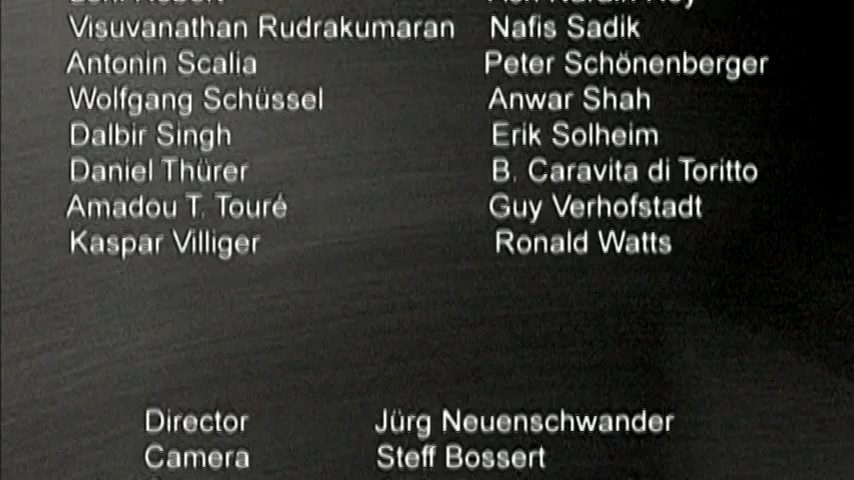 Visuvanathan Rudrakumaran Nafis Sadik
Antonin Scalia Peter Schönenberger
Wolfgang Schüssel Anwar Shah
Dalbir Singh Erik Solheim
Daniel Thürer B. Caravita di Toritto
Amadou T. Touré Guy Verhofstadt
Kaspar Villiger Ronald Watts
Director Jürg Neuenschwander
Camera Steff Bossert